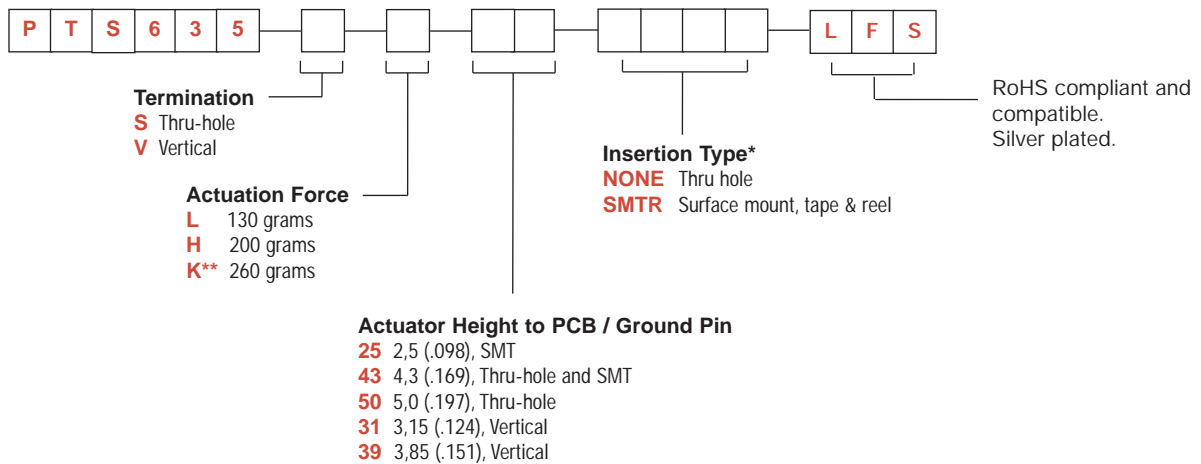 P T S 6 3 5 L F S
Termination
S Thru-hole
V Vertical
Actuation Force
L 130 grams
H 200 grams
K** 260 grams
Actuator Height to PCB / Ground Pin
25 2,5 (.098), SMT
43 4,3 (.169), Thru-hole and SMT
50 5,0 (.197), Thru-hole
31 3,15 (.124), Vertical
39 3,85 (.151), Vertical
Insertion Type*
NONE Thru hole
SMTR Surface mount, tape & reel
RoHS compliant and
compatible.
Silver plated.